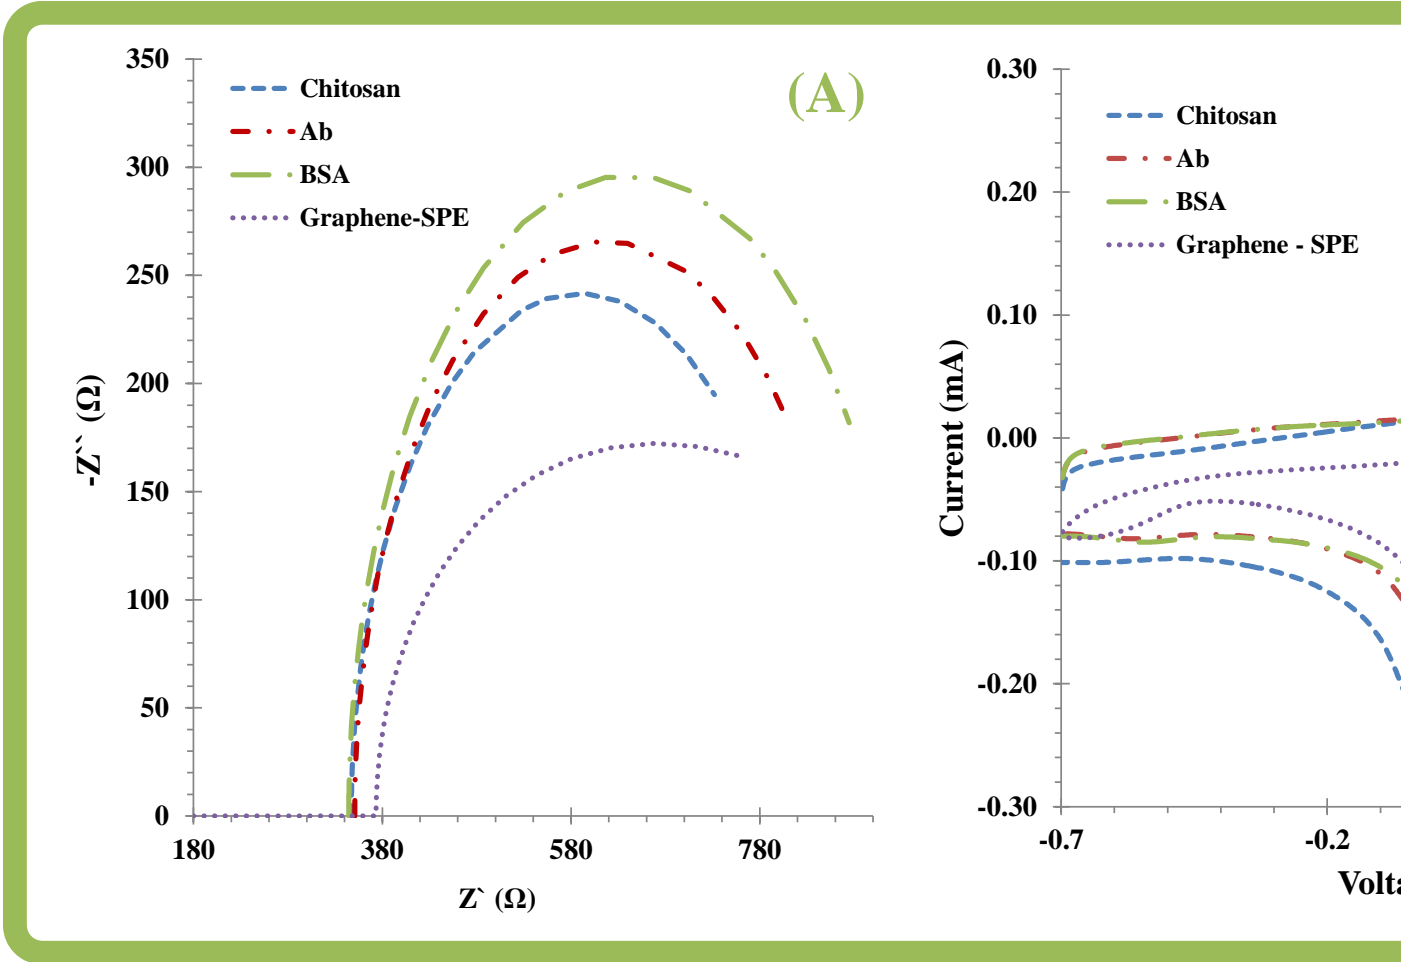 350
300
250
200
150
100
50
0
-Z`` (Ω)
Chitosan
Ab
BSA
Graphene-SPE
(A)
180 380 580 780
Z` (Ω)
0.30
0.20
0.10
0.00
-0.10
-0.20
-0.30
Current (mA)
Chitosan
Ab
BSA
Graphene - SPE
-0.7 -0.2
Volta